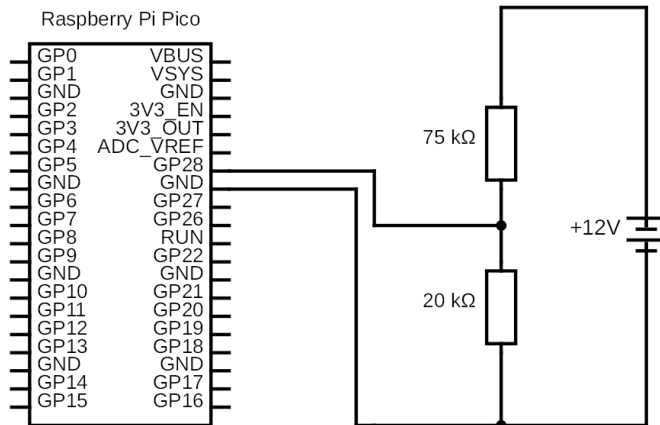 Raspberry Pi Pico
GP0 VBUS
GP1 VSYS
GND GND
GP2 3V3_EN
GP3 3V3_OUT
GP4 ADC_VREF
GP5 GP28
GND GND
GP6 GP27
GP7 GP26
GP8 RUN
GP9 GP22
GND GND
GP10 GP21
GP11 GP20
GP12 GP19
GP13 GP18
GND GND
GP14 GP17
GP15 GP16
75 kΩ
+12V
20 kΩ